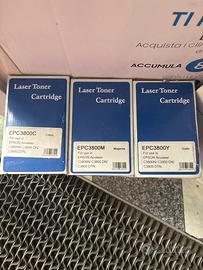 TI
Acquista i c
ACCUMULA
Laser Toner
Cartridge
EPC3800C
For use in
EPSON Aculaser
C3800N/ C3800 DN/
C3800 DTN
Laser Toner
Cartridge
EPC3800M
Magenta
For use in
EPSON Aculaser
C3800N/ C3800 DN/
C3800 DTN
Laser Toner
Cartridge
EPC3800Y
For use in
EPSON Aculaser
C3800N/ C3800 DN/
C3800 DTN